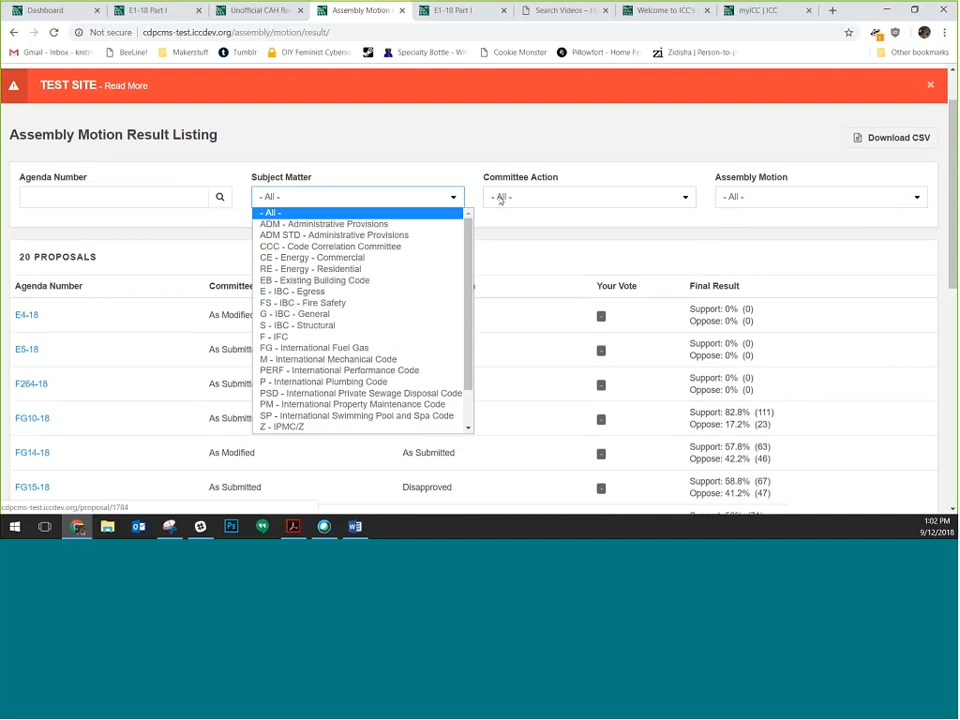 Dashboard
E1-18 Part I
Unofficial CAH Re
Assembly Motion
E1-18 Part I
Search Videos – H
Welcome to ICC's
myICC | ICC
Not secure cdpcms-test.iccdev.org/assembly/motion/result/
Gmail - Inbox - knitn
BeeLine!
Makerstuff
Tumblr
DIY Feminist Cyberse
Specialty Bottle - Wh
Cookie Monster
Pillowfort - Home Fe
Zidisha | Person-to-p
Other bookmarks
TEST SITE - Read More
Assembly Motion Result Listing
Download CSV
Agenda Number Subject Matter Committee Action Assembly Motion
- All - - All - - All -
- All -
ADM - Administrative Provisions
ADM STD - Administrative Provisions
CCC - Code Correlation Committee
CE - Energy - Commercial
RE - Energy - Residential
EB - Existing Building Code
E - IBC - Egress
FS - IBC - Fire Safety
G - IBC - General
S - IBC - Structural
F - IFC
FG - International Fuel Gas
M - International Mechanical Code
PERF - International Performance Code
P - International Plumbing Code
PSD - International Private Sewage Disposal Code
PM - International Property Maintenance Code
SP - International Swimming Pool and Spa Code
Z - IPMC/Z
20 PROPOSALS
Agenda Number Committe Your Vote Final Result
E4-18 As Modified - Support: 0% (0)
Oppose: 0% (0)
E5-18 As Submitt - Support: 0% (0)
Oppose: 0% (0)
F264-18 As Submitt - Support: 0% (0)
Oppose: 0% (0)
FG10-18 As Submitt - Support: 82.8% (111)
Oppose: 17.2% (23)
FG14-18 As Modified As Submitted - Support: 57.8% (63)
Oppose: 42.2% (46)
FG15-18 As Submitted Disapproved - Support: 58.8% (67)
Oppose: 41.2% (47)
cdpcms-test.iccdev.org/proposal/1784
1:02 PM
9/12/2018